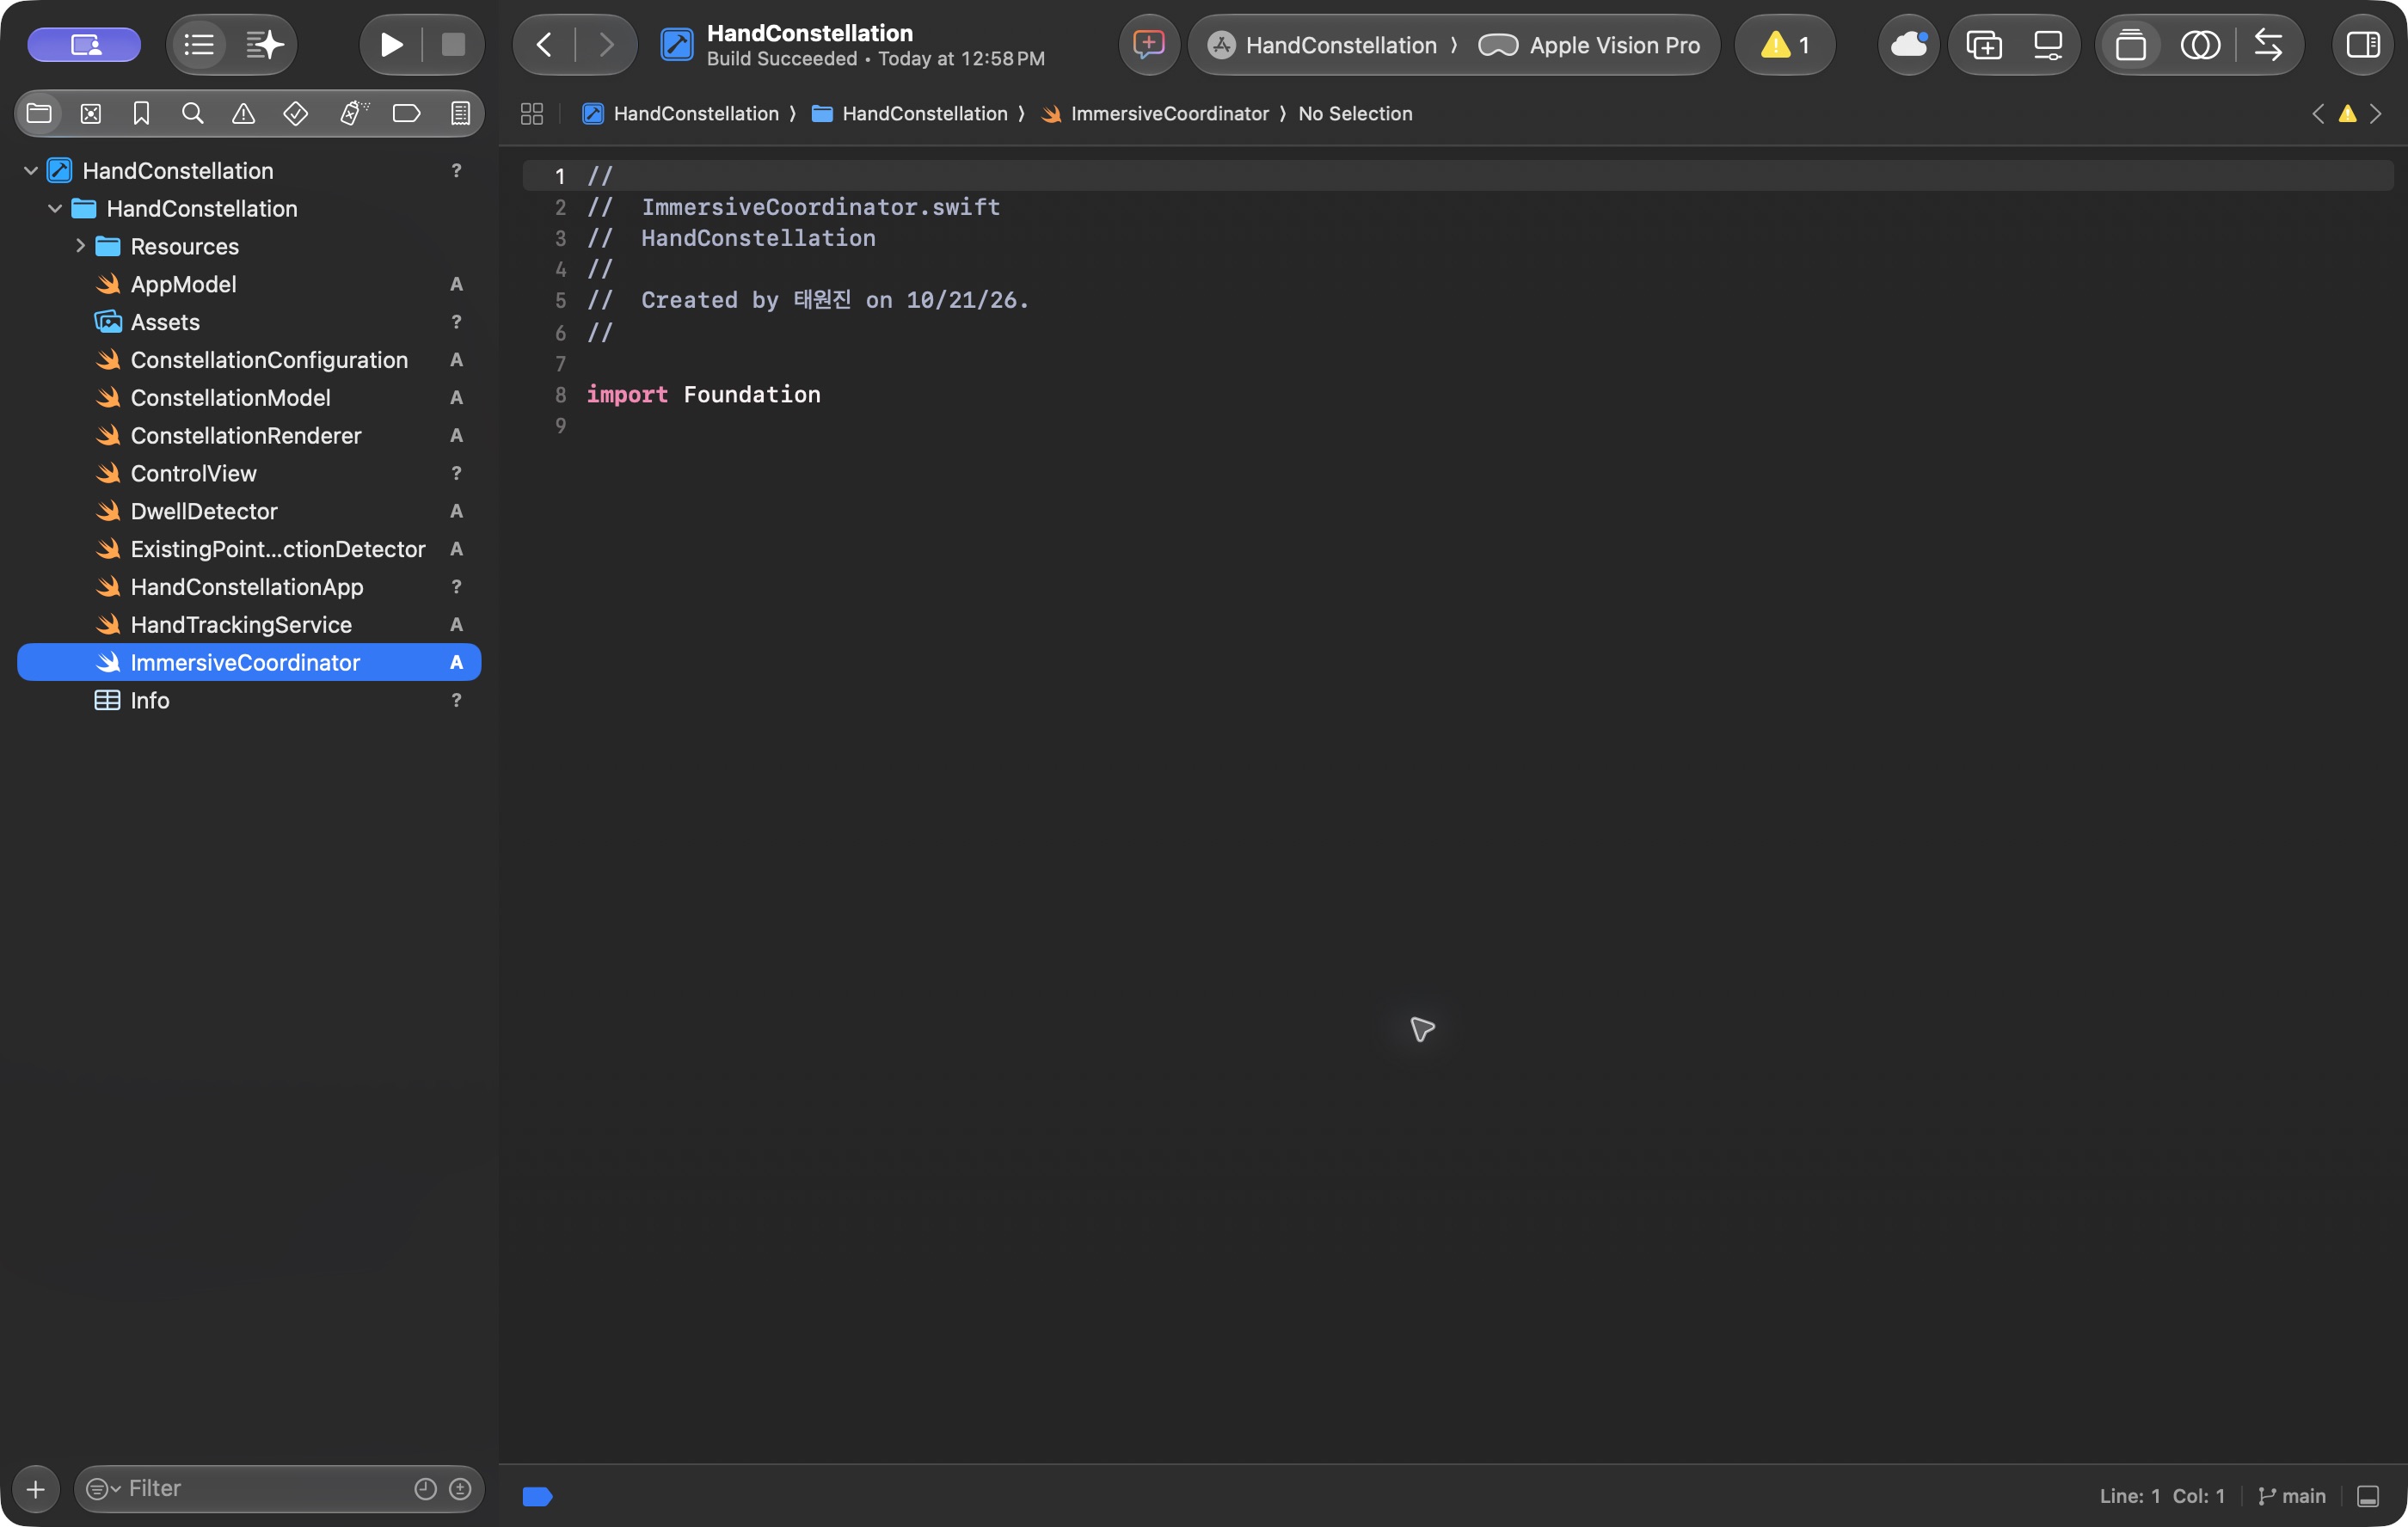 HandConstellation
Build Succeeded • Today at 12:58 PM
HandConstellation 〉 Apple Vision Pro
1
HandConstellation 〉 HandConstellation 〉 ImmersiveCoordinator 〉 No Selection
HandConstellation ?
HandConstellation
Resources
AppModel A
Assets ?
ConstellationConfiguration A
ConstellationModel A
ConstellationRenderer A
ControlView ?
DwellDetector A
ExistingPoint...ctionDetector A
HandConstellationApp ?
HandTrackingService A
ImmersiveCoordinator A
Info ?
1 //
2 //  ImmersiveCoordinator.swift
3 //  HandConstellation
4 //
5 //  Created by 태원진 on 10/21/26.
6 //
7
8 import Foundation
9
Filter
Line: 1 Col: 1
main